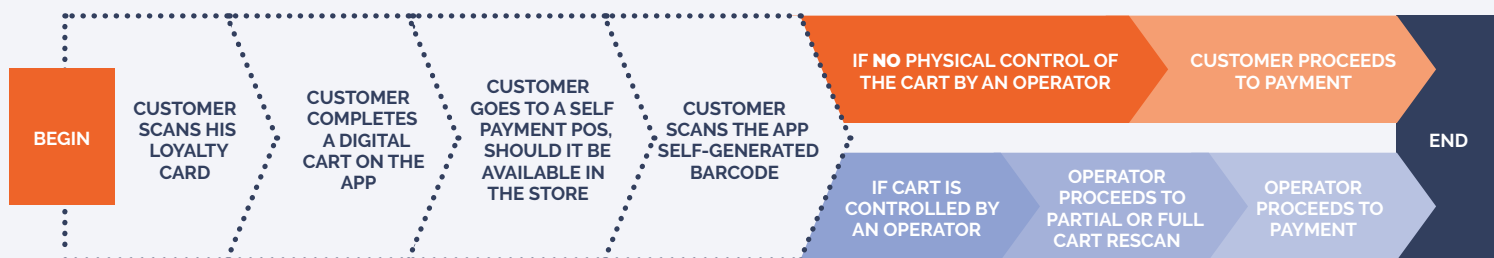 BEGIN
CUSTOMER
SCANS HIS
LOYALTY
CARD
CUSTOMER
COMPLETES
A DIGITAL
CART ON THE
APP
CUSTOMER
GOES TO A SELF
PAYMENT POS,
SHOULD IT BE
AVAILABLE IN
THE STORE
CUSTOMER
SCANS THE APP
SELF-GENERATED
BARCODE
IF NO PHYSICAL CONTROL OF
THE CART BY AN OPERATOR
CUSTOMER PROCEEDS
TO PAYMENT
IF CART IS
CONTROLLED BY
AN OPERATOR
OPERATOR
PROCEEDS TO
PARTIAL OR FULL
CART RESCAN
OPERATOR
PROCEEDS TO
PAYMENT
END